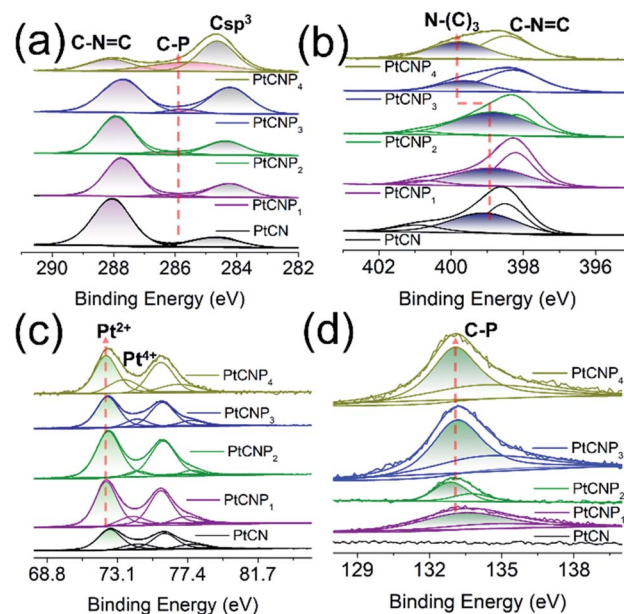 (a)
C-N=C
C-P
Csp³
PtCNP₄
PtCNP₃
PtCNP₂
PtCNP₁
PtCN
290 288 286 284 282
Binding Energy (eV)
(b)
N-(C)₃
C-N=C
PtCNP₄
PtCNP₃
PtCNP₂
PtCNP₁
PtCN
402 400 398 396
Binding Energy (eV)
(c)
Pt²⁺
Pt⁴⁺
PtCNP₄
PtCNP₃
PtCNP₂
PtCNP₁
PtCN
68.8 73.1 77.4 81.7
Binding Energy (eV)
(d)
C-P
PtCNP₄
PtCNP₃
PtCNP₂
PtCNP₁
PtCN
129 132 135 138
Binding Energy (eV)